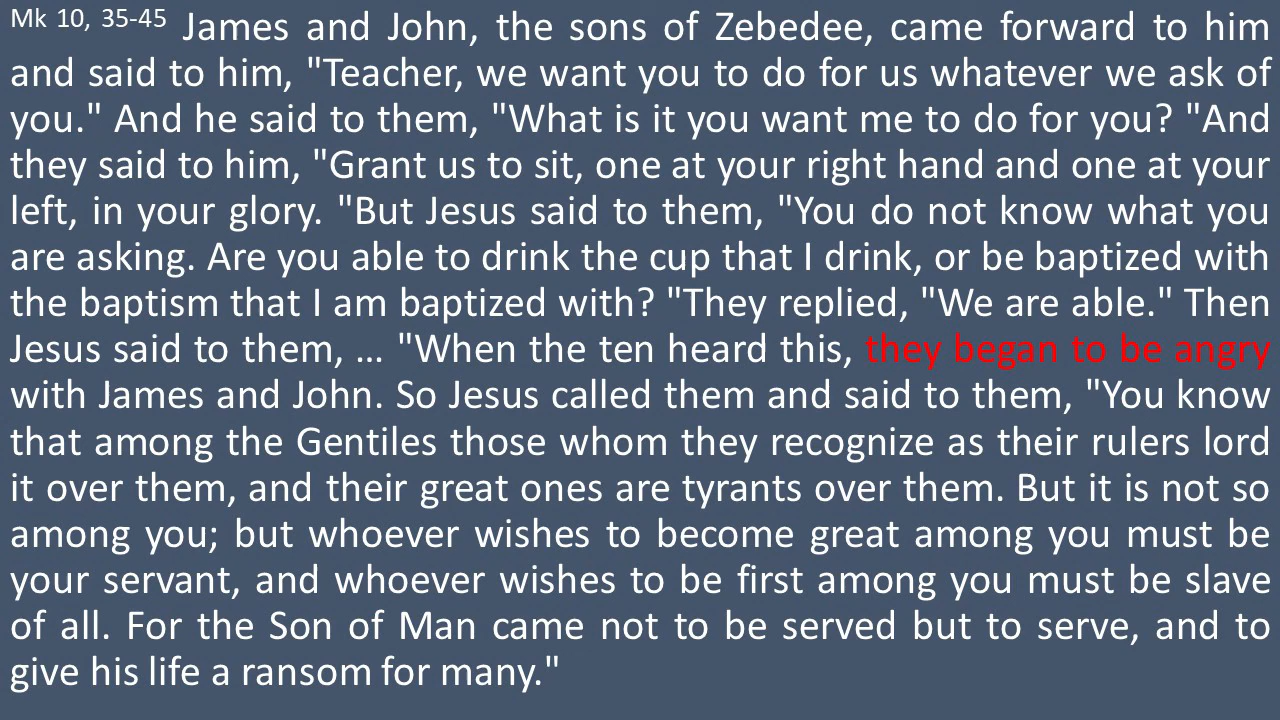 Mk 10, 35-45 James and John, the sons of Zebedee, came forward to him
and said to him, "Teacher, we want you to do for us whatever we ask of
you." And he said to them, "What is it you want me to do for you? "And
they said to him, "Grant us to sit, one at your right hand and one at your
left, in your glory. "But Jesus said to them, "You do not know what you
are asking. Are you able to drink the cup that I drink, or be baptized with
the baptism that I am baptized with? "They replied, "We are able." Then
Jesus said to them, ... "When the ten heard this, they began to be angry
with James and John. So Jesus called them and said to them, "You know
that among the Gentiles those whom they recognize as their rulers lord
it over them, and their great ones are tyrants over them. But it is not so
among you; but whoever wishes to become great among you must be
your servant, and whoever wishes to be first among you must be slave
of all. For the Son of Man came not to be served but to serve, and to
give his life a ransom for many."